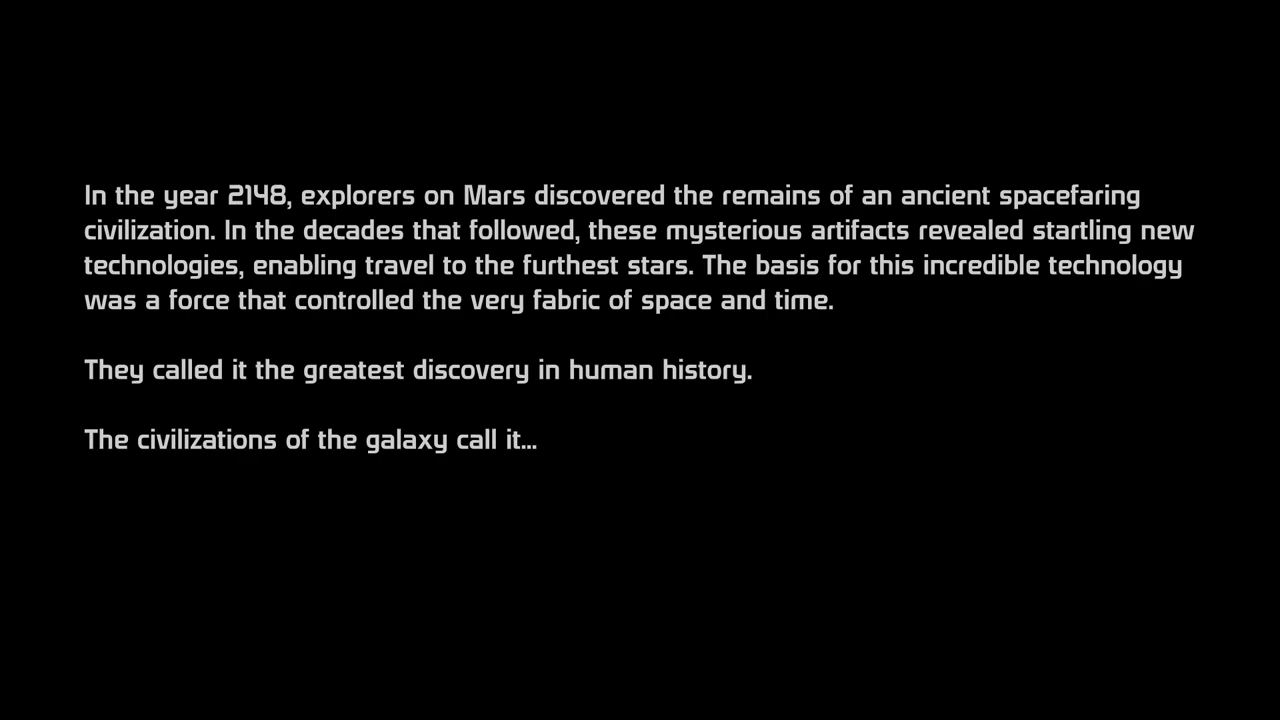 In the year 2148, explorers on Mars discovered the remains of an ancient spacefaring
civilization. In the decades that followed, these mysterious artifacts revealed startling new
technologies, enabling travel to the furthest stars. The basis for this incredible technology
was a force that controlled the very fabric of space and time.
They called it the greatest discovery in human history.
The civilizations of the galaxy call it...